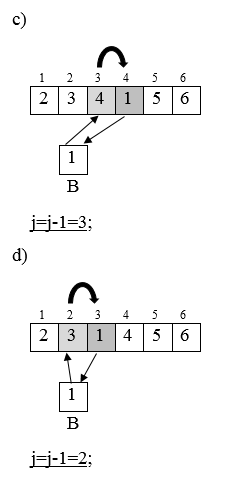 c)
1 2 3 4 5 6
2 3 4 1 5 6
1
B
j=j-1=3;
d)
1 2 3 4 5 6
2 3 1 4 5 6
1
B
j=j-1=2;